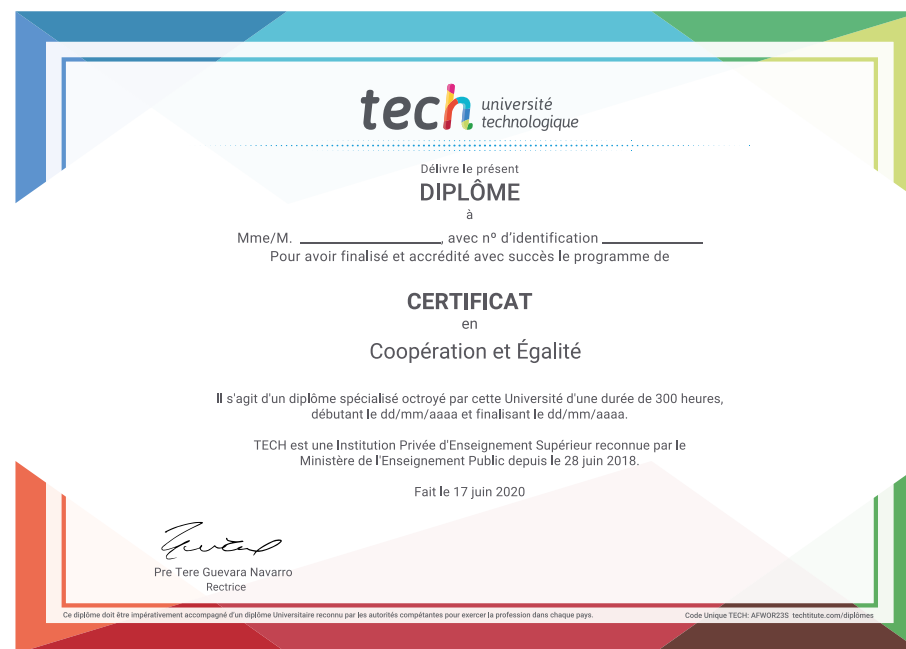 tech université
technologique
Délivre le présent
DIPLÔME
à
Mme/M. ____________________, avec nº d'identification ______________
Pour avoir finalisé et accrédité avec succès le programme de
CERTIFICAT
en
Coopération et Égalité
Il s'agit d'un diplôme spécialisé octroyé par cette Université d'une durée de 300 heures,
débutant le dd/mm/aaaa et finalisant le dd/mm/aaaa.
TECH est une Institution Privée d'Enseignement Supérieur reconnue par le
Ministère de l'Enseignement Public depuis le 28 juin 2018.
Fait le 17 juin 2020
Pre Tere Guevara Navarro
Rectrice
Ce diplôme doit être impérativement accompagné d'un diplôme Universitaire reconnu par les autorités compétentes pour exercer la profession dans chaque pays. Code Unique TECH: AFWOR23S techtitute.com/diplômes